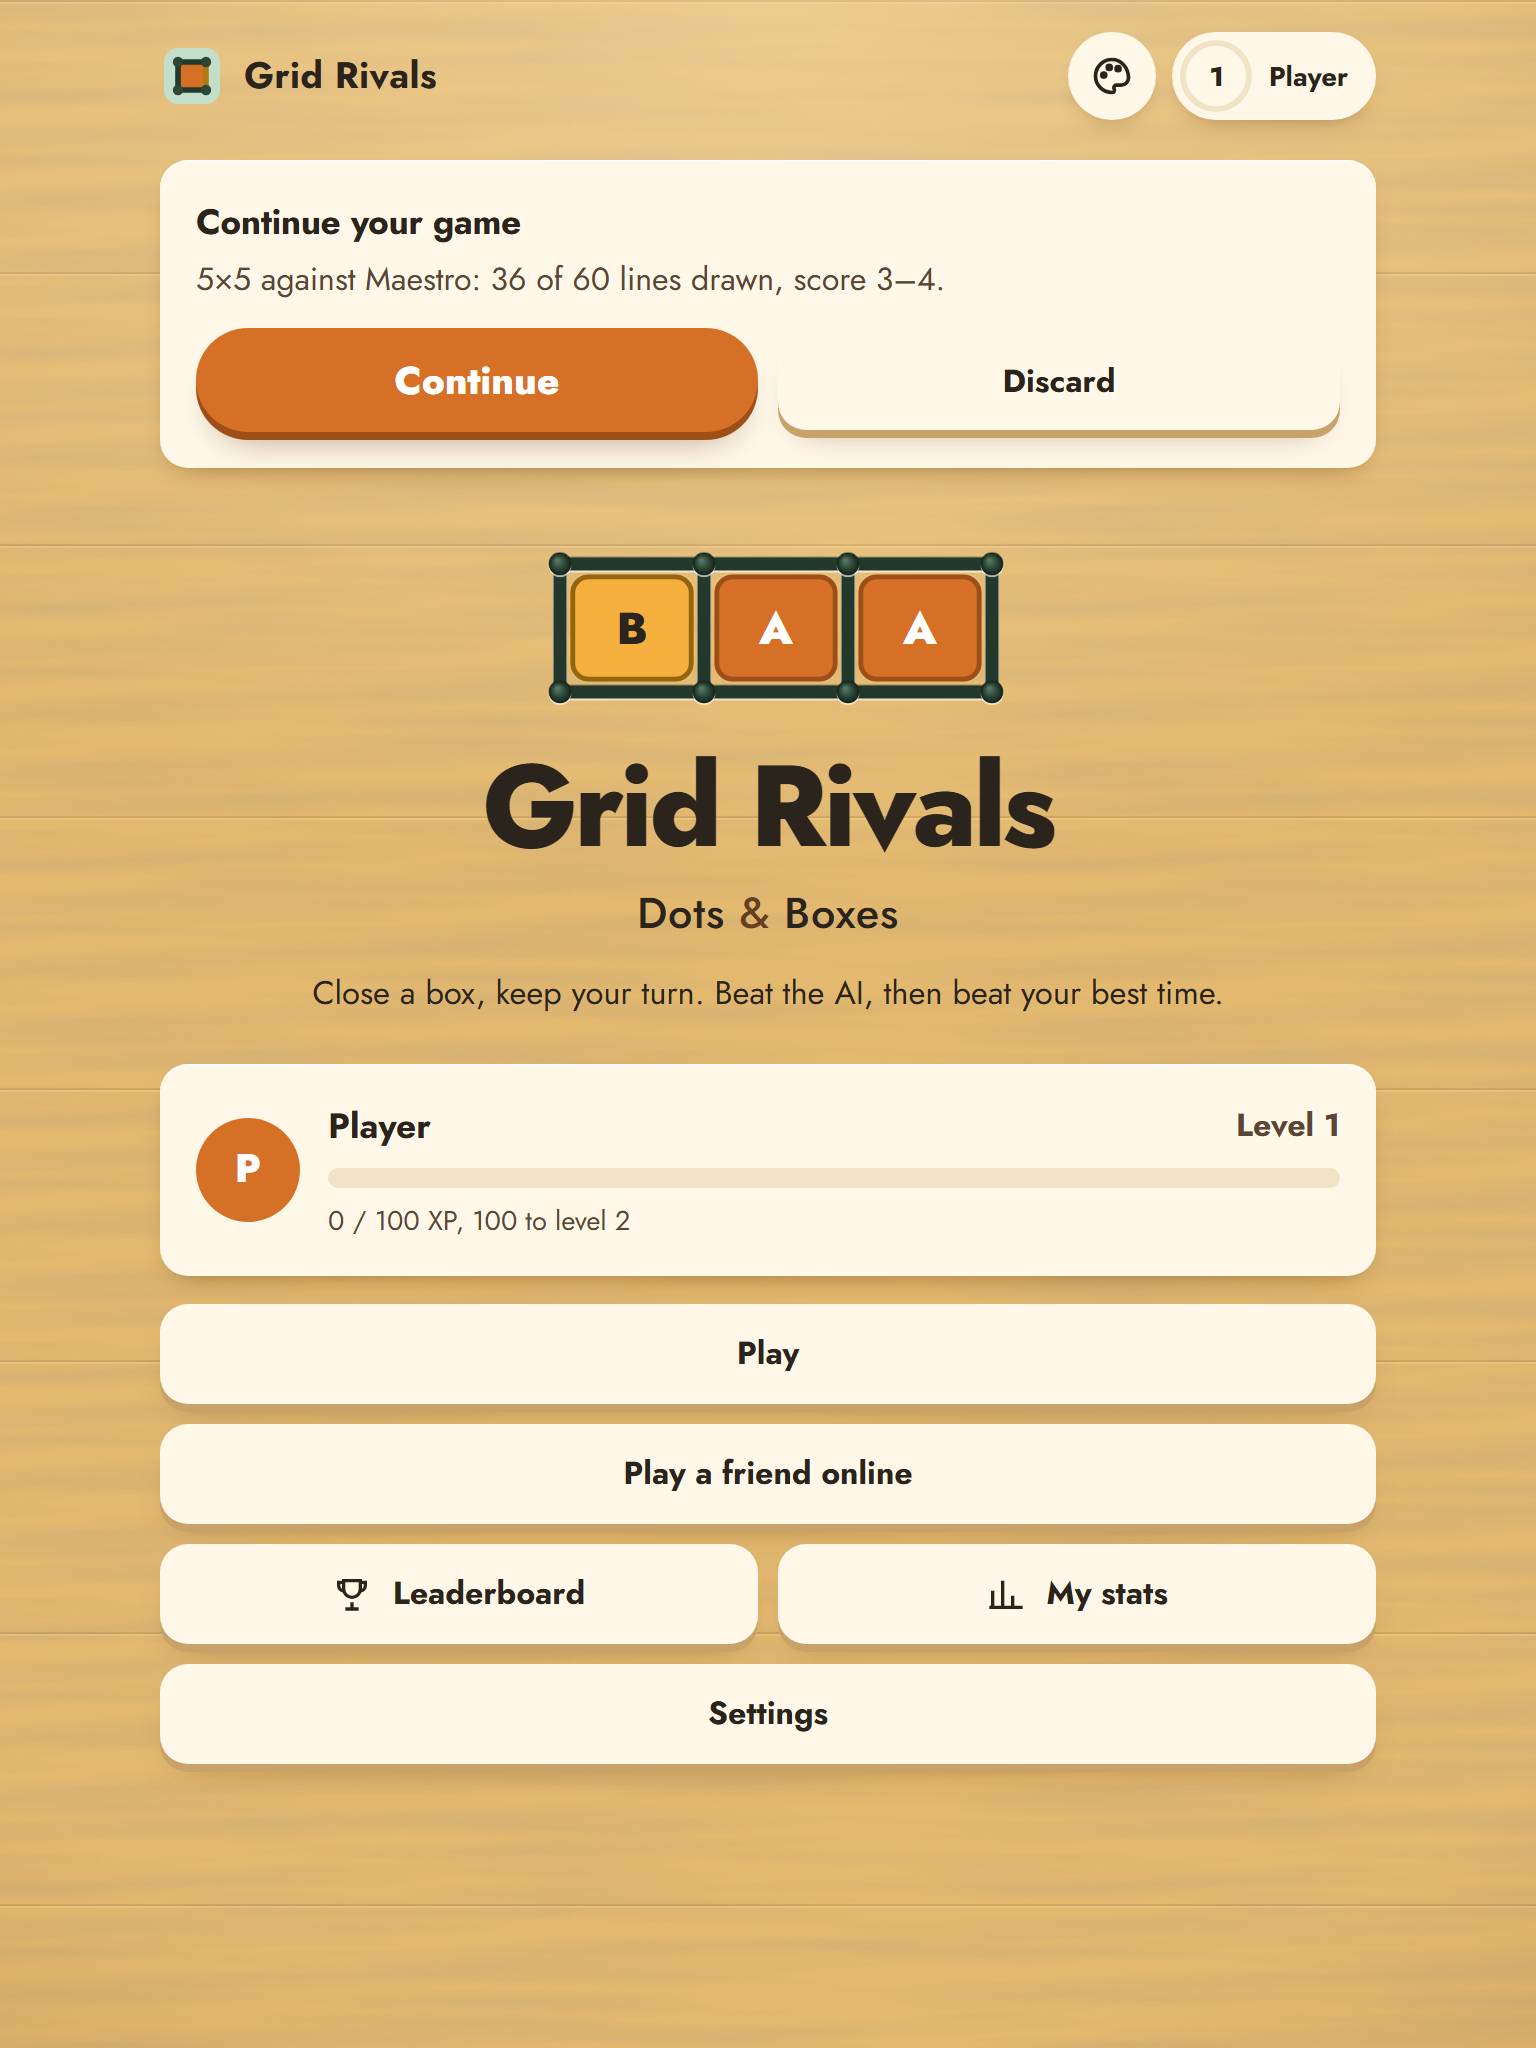 Grid Rivals
1 Player
Continue your game
5×5 against Maestro: 36 of 60 lines drawn, score 3–4.
Continue
Discard
B A A
Grid Rivals
Dots & Boxes
Close a box, keep your turn. Beat the AI, then beat your best time.
P
Player
Level 1
0 / 100 XP, 100 to level 2
Play
Play a friend online
Leaderboard
My stats
Settings